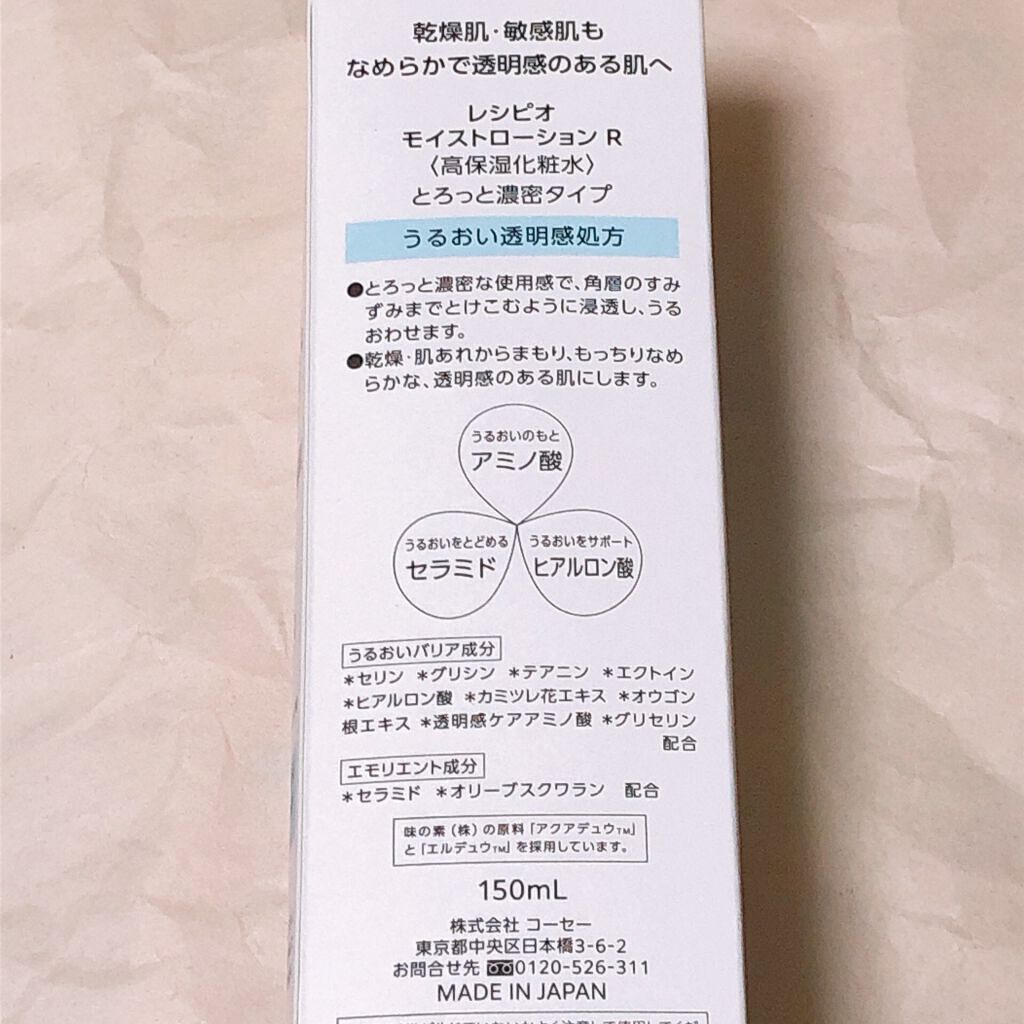 乾燥肌・敏感肌も
なめらかで透明感のある肌へ
レシピオ
モイストローション R
〈高保湿化粧水〉
とろっと濃密タイプ
うるおい透明感処方
●とろっと濃密な使用感で、角層のすみ
ずみまでとけこむように浸透し、うる
おわせます。
●乾燥・肌あれからまもり、もっちりなめ
らかな、透明感のある肌にします。
うるおいのもと
アミノ酸
うるおいをとどめる
セラミド
うるおいをサポート
ヒアルロン酸
うるおいバリア成分
＊セリン ＊グリシン ＊テアニン ＊エクトイン
＊ヒアルロン酸 ＊カミツレ花エキス ＊オウゴン
根エキス ＊透明感ケアアミノ酸 ＊グリセリン
配合
エモリエント成分
＊セラミド ＊オリーブスクワラン 配合
味の素（株）の原料「アクアデュウTM」
と「エルデュウTM」を採用しています。
150mL
株式会社 コーセー
東京都中央区日本橋3-6-2
お問合せ先 0120-526-311
MADE IN JAPAN